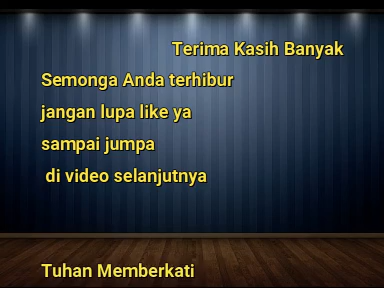 Terima Kasih Banyak
Semonga Anda terhibur
jangan lupa like ya
sampai jumpa
di video selanjutnya
Tuhan Memberkati